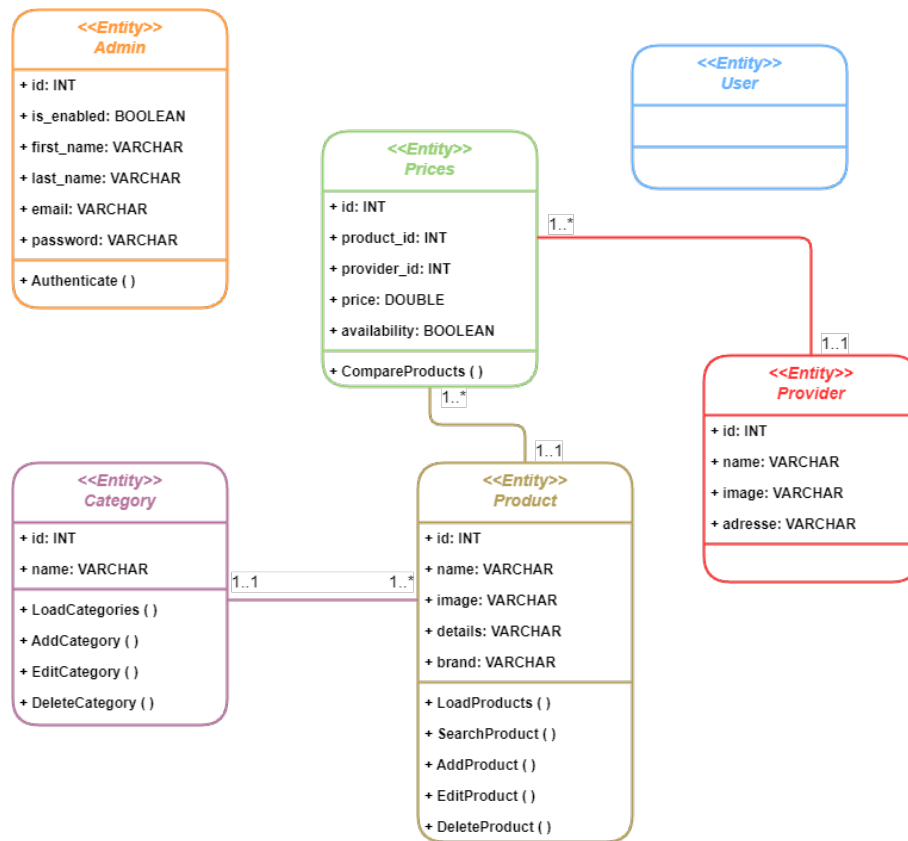 <<Entity>>
Admin
+ id: INT
+ is_enabled: BOOLEAN
+ first_name: VARCHAR
+ last_name: VARCHAR
+ email: VARCHAR
+ password: VARCHAR
+ Authenticate ( )
<<Entity>>
User
<<Entity>>
Prices
+ id: INT
+ product_id: INT
+ provider_id: INT
+ price: DOUBLE
+ availability: BOOLEAN
+ CompareProducts ( )
1..*
1..1
1..*
1..1
<<Entity>>
Provider
+ id: INT
+ name: VARCHAR
+ image: VARCHAR
+ adresse: VARCHAR
<<Entity>>
Category
+ id: INT
+ name: VARCHAR
+ LoadCategories ( )
+ AddCategory ( )
+ EditCategory ( )
+ DeleteCategory ( )
1..1
1..*
<<Entity>>
Product
+ id: INT
+ name: VARCHAR
+ image: VARCHAR
+ details: VARCHAR
+ brand: VARCHAR
+ LoadProducts ( )
+ SearchProduct ( )
+ AddProduct ( )
+ EditProduct ( )
+ DeleteProduct ( )